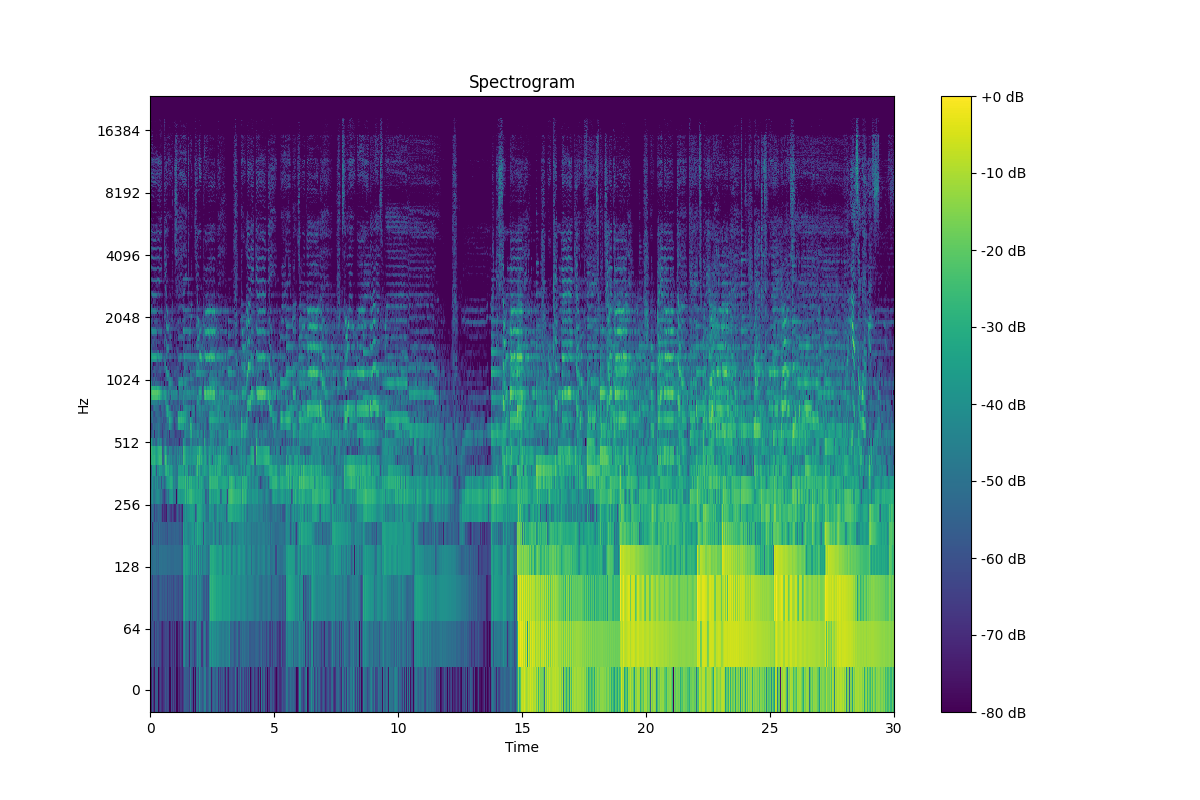 Spectrogram
Hz
16384
8192
4096
2048
1024
512
256
128
64
0
0 5 10 15 20 25 30
Time
+0 dB
-10 dB
-20 dB
-30 dB
-40 dB
-50 dB
-60 dB
-70 dB
-80 dB